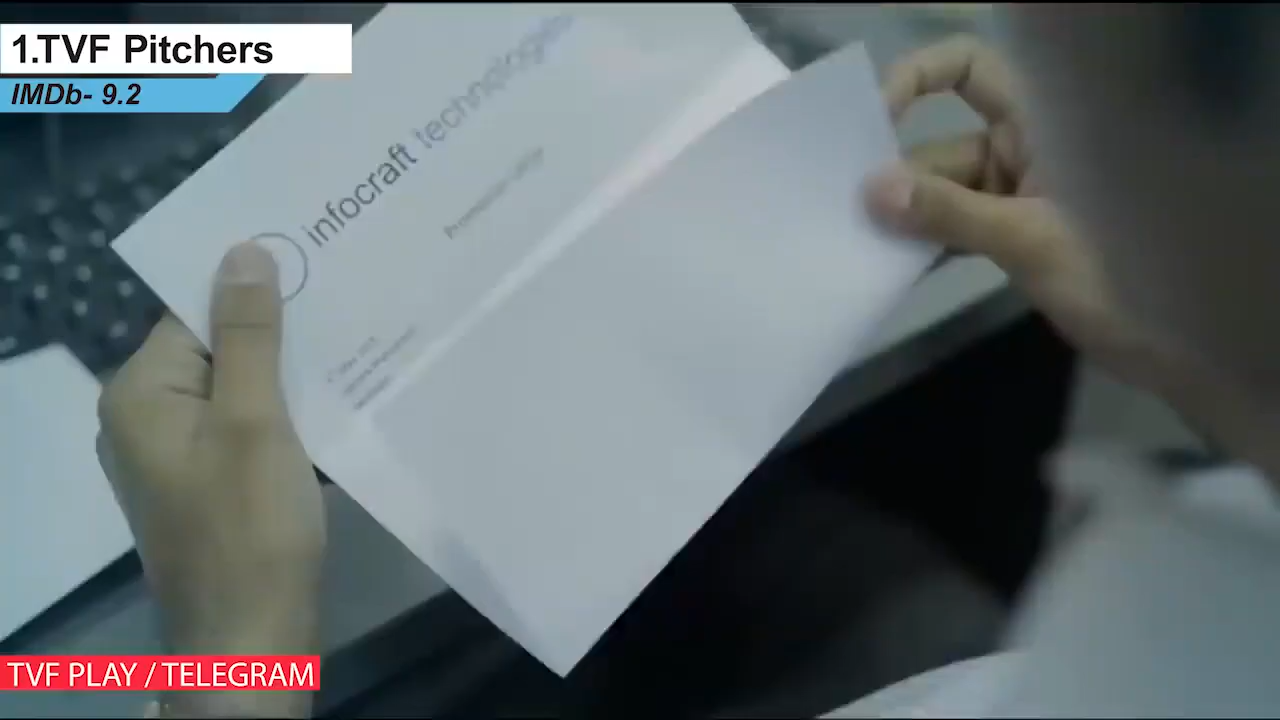 1.TVF Pitchers
IMDb- 9.2
infocraft technologies
TVF PLAY / TELEGRAM